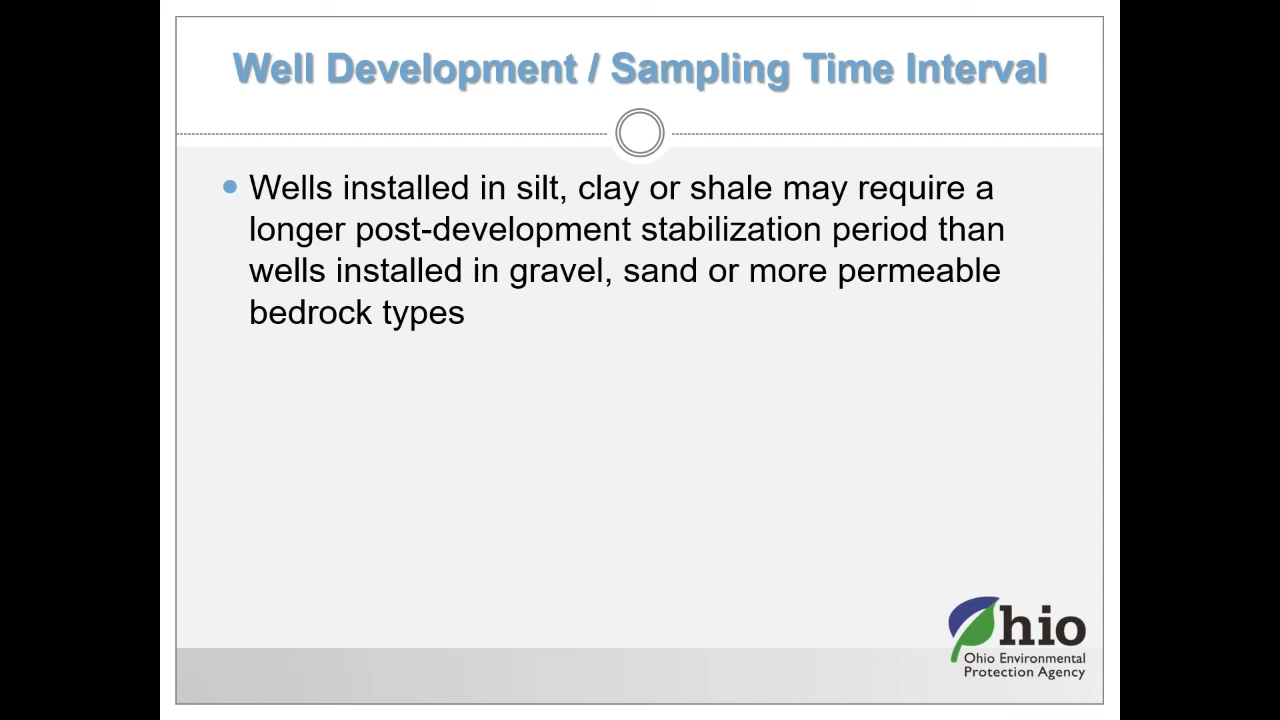 Well Development / Sampling Time Interval
• Wells installed in silt, clay or shale may require a
longer post-development stabilization period than
wells installed in gravel, sand or more permeable
bedrock types
Ohio
Ohio Environmental
Protection Agency